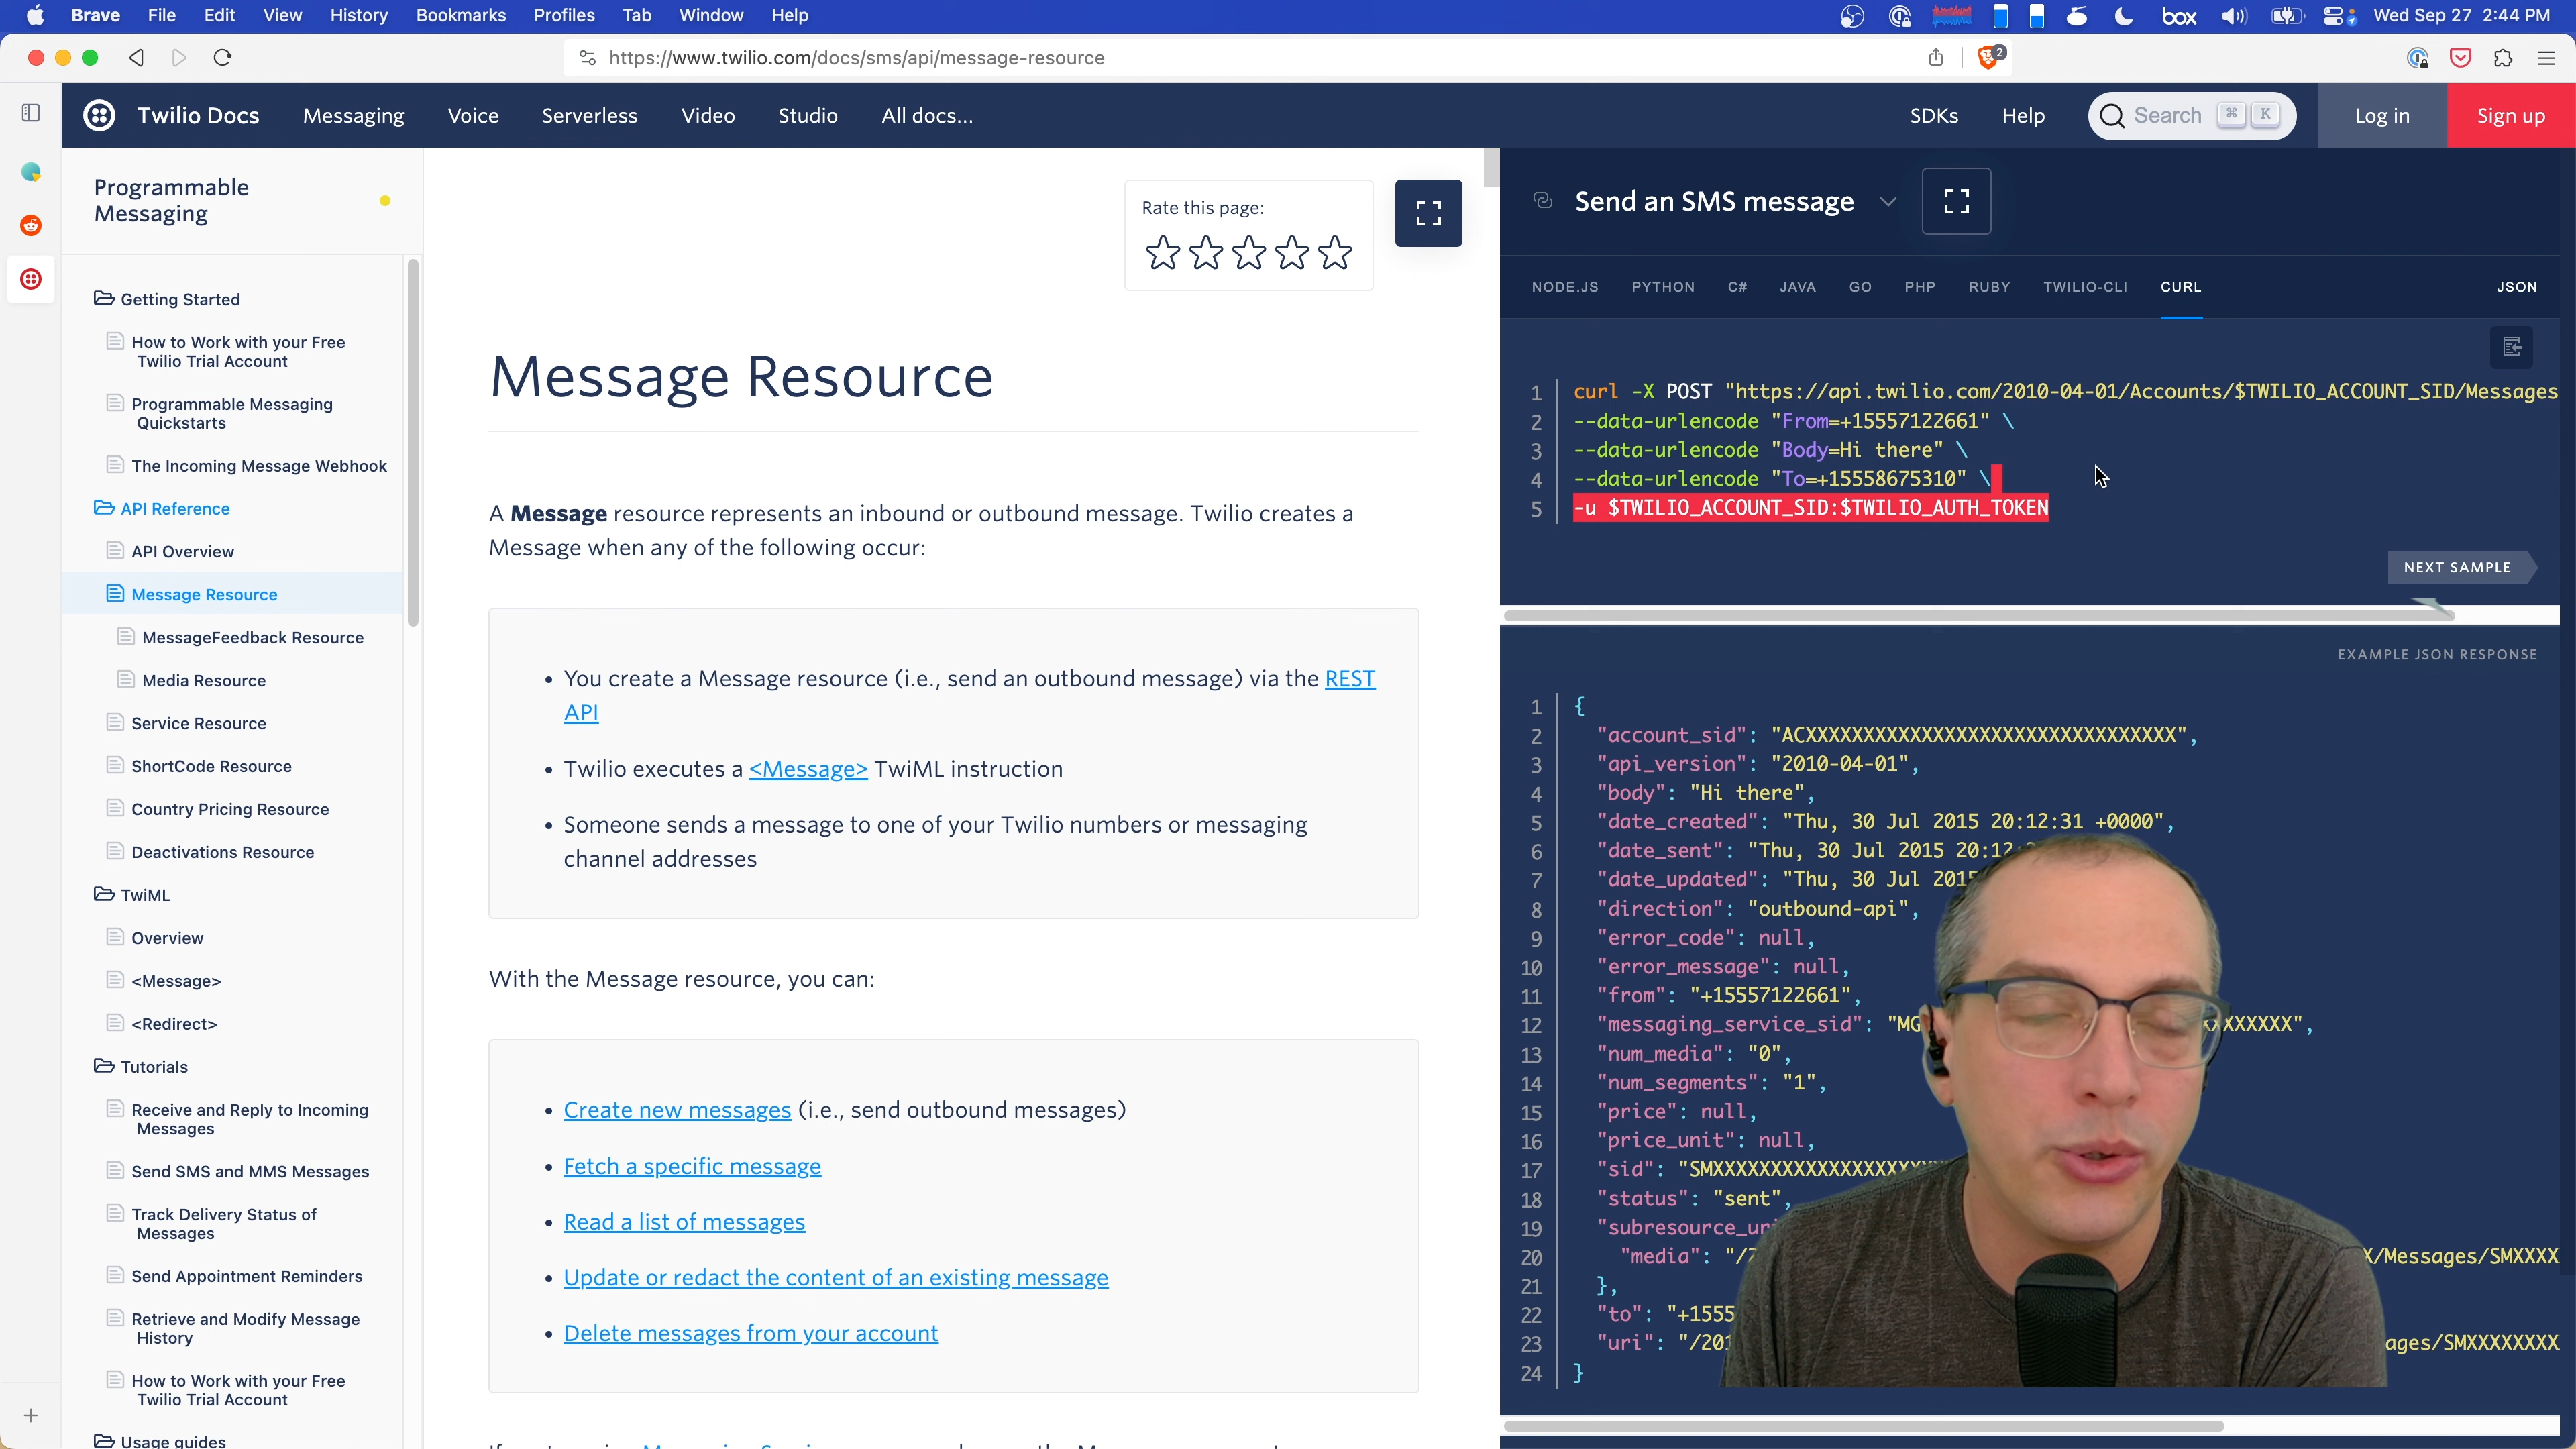 Brave File Edit View History Bookmarks Profiles Tab Window Help
box Wed Sep 27 2:44 PM
https://www.twilio.com/docs/sms/api/message-resource
2
Twilio Docs Messaging Voice Serverless Video Studio All docs...
SDKs Help Search ⌘ K Log in Sign up
Programmable
Messaging
Getting Started
How to Work with your Free
Twilio Trial Account
Programmable Messaging
Quickstarts
The Incoming Message Webhook
API Reference
API Overview
Message Resource
MessageFeedback Resource
Media Resource
Service Resource
ShortCode Resource
Country Pricing Resource
Deactivations Resource
TwiML
Overview
<Message>
<Redirect>
Tutorials
Receive and Reply to Incoming
Messages
Send SMS and MMS Messages
Track Delivery Status of
Messages
Send Appointment Reminders
Retrieve and Modify Message
History
How to Work with your Free
Twilio Trial Account
Usage guides
Rate this page:
Message Resource
A Message resource represents an inbound or outbound message. Twilio creates a
Message when any of the following occur:
• You create a Message resource (i.e., send an outbound message) via the REST
API
• Twilio executes a <Message> TwiML instruction
• Someone sends a message to one of your Twilio numbers or messaging
channel addresses
With the Message resource, you can:
• Create new messages (i.e., send outbound messages)
• Fetch a specific message
• Read a list of messages
• Update or redact the content of an existing message
• Delete messages from your account
Send an SMS message
NODE.JS PYTHON C# JAVA GO PHP RUBY TWILIO-CLI CURL JSON
1 curl -X POST "https://api.twilio.com/2010-04-01/Accounts/$TWILIO_ACCOUNT_SID/Messages
2 --data-urlencode "From=+15557122661" \
3 --data-urlencode "Body=Hi there" \
4 --data-urlencode "To=+15558675310" \
5 -u $TWILIO_ACCOUNT_SID:$TWILIO_AUTH_TOKEN
NEXT SAMPLE
EXAMPLE JSON RESPONSE
1 {
2 "account_sid": "ACXXXXXXXXXXXXXXXXXXXXXXXXXXXXXXXX",
3 "api_version": "2010-04-01",
4 "body": "Hi there",
5 "date_created": "Thu, 30 Jul 2015 20:12:31 +0000",
6 "date_sent": "Thu, 30 Jul 2015 20:12:
7 "date_updated": "Thu, 30 Jul 2015
8 "direction": "outbound-api",
9 "error_code": null,
10 "error_message": null,
11 "from": "+15557122661",
12 "messaging_service_sid": "MG XXXXXXX",
13 "num_media": "0",
14 "num_segments": "1",
15 "price": null,
16 "price_unit": null,
17 "sid": "SMXXXXXXXXXXXXXXXXXXXX
18 "status": "sent",
19 "subresource_uri
20 "media": "/2 X/Messages/SMXXXX
21 },
22 "to": "+1555
23 "uri": "/201 ages/SMXXXXXXXX
24 }